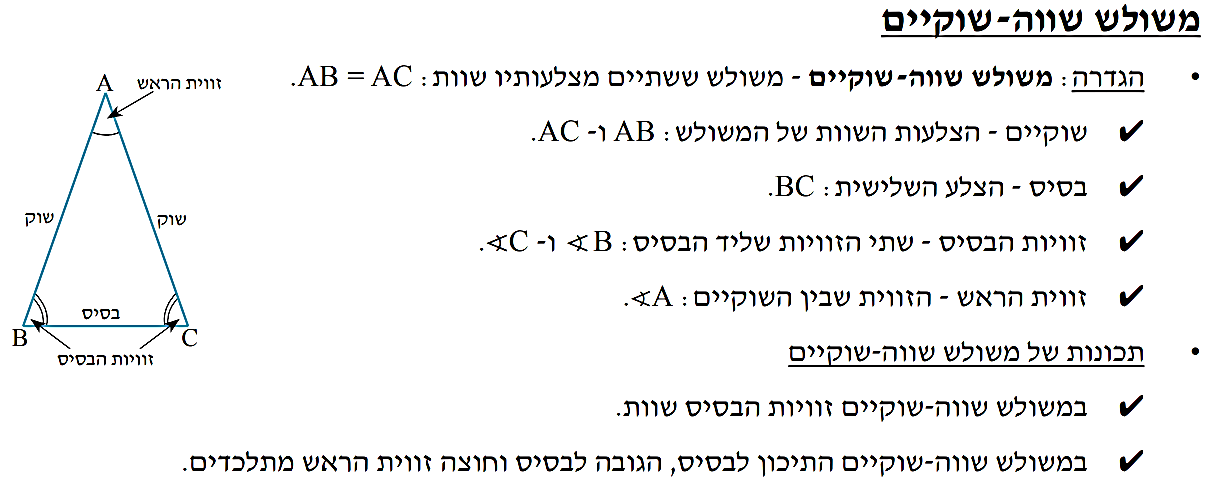 משולש שווה-שוקיים
• הגדרה: משולש שווה-שוקיים - משולש ששתיים מצלעותיו שוות: AB = AC.
✔ שוקיים - הצלעות השוות של המשולש: AB ו- AC.
✔ בסיס - הצלע השלישית: BC.
✔ זוויות הבסיס - שתי הזוויות שליד הבסיס: ∢B ו- ∢C.
✔ זווית הראש - הזווית שבין השוקיים: ∢A.
• תכונות של משולש שווה-שוקיים
✔ במשולש שווה-שוקיים זוויות הבסיס שוות.
✔ במשולש שווה-שוקיים התיכון לבסיס, הגובה לבסיס וחוצה זווית הראש מתלכדים.
A
זווית הראש
שוק
שוק
בסיס
B
C
זוויות הבסיס